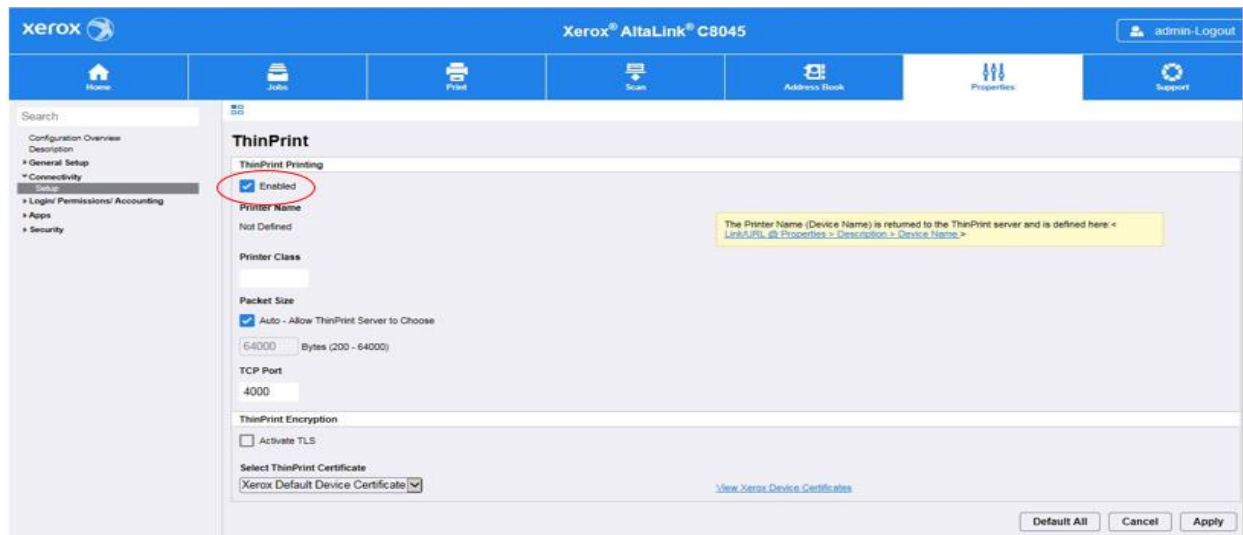 xerox
Xerox® AltaLink® C8045
admin-Logout
Home
Jobs
Print
Scan
Address Book
Properties
Support
Search
Configuration Overview
Description
General Setup
Connectivity
Setup
Login/ Permissions/ Accounting
Apps
Security
ThinPrint
ThinPrint Printing
Enabled
Printer Name
Not Defined
The Printer Name (Device Name) is returned to the ThinPrint server and is defined here:<
Link/URL @ Properties > Description > Device Name >
Printer Class
Packet Size
Auto - Allow ThinPrint Server to Choose
64000 Bytes (200 - 64000)
TCP Port
4000
ThinPrint Encryption
Activate TLS
Select ThinPrint Certificate
Xerox Default Device Certificate
View Xerox Device Certificates
Default All
Cancel
Apply